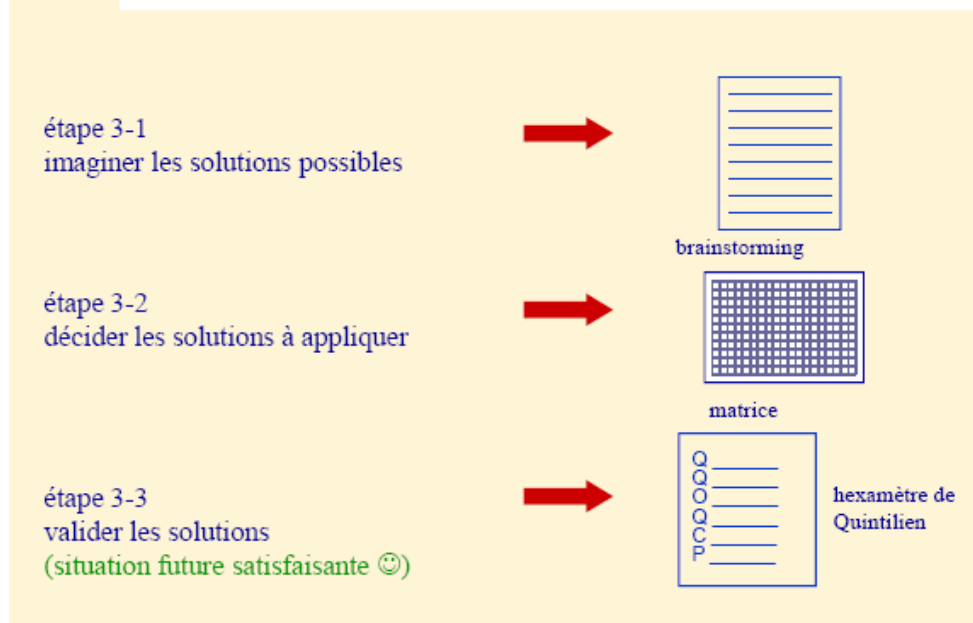 étape 3-1
imaginer les solutions possibles
brainstorming
étape 3-2
décider les solutions à appliquer
matrice
étape 3-3
valider les solutions
(situation future satisfaisante ☺)
Q
Q
O
Q
C
P
hexamètre de
Quintilien